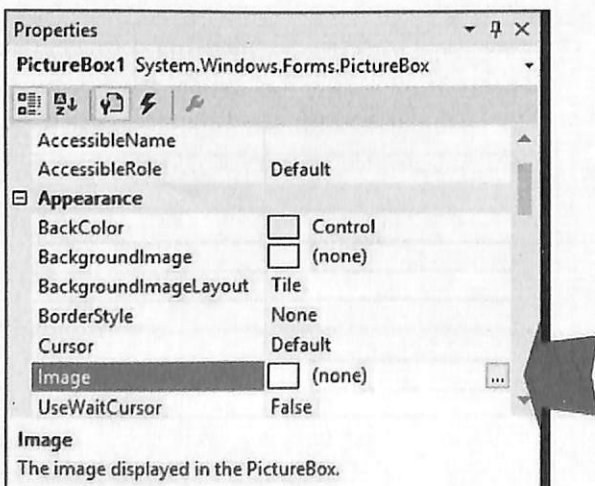 Properties
PictureBox1 System.Windows.Forms.PictureBox
AccessibleName
AccessibleRole Default
Appearance
BackColor Control
BackgroundImage (none)
BackgroundImageLayout Tile
BorderStyle None
Cursor Default
Image (none) ...
UseWaitCursor False
Image
The image displayed in the PictureBox.